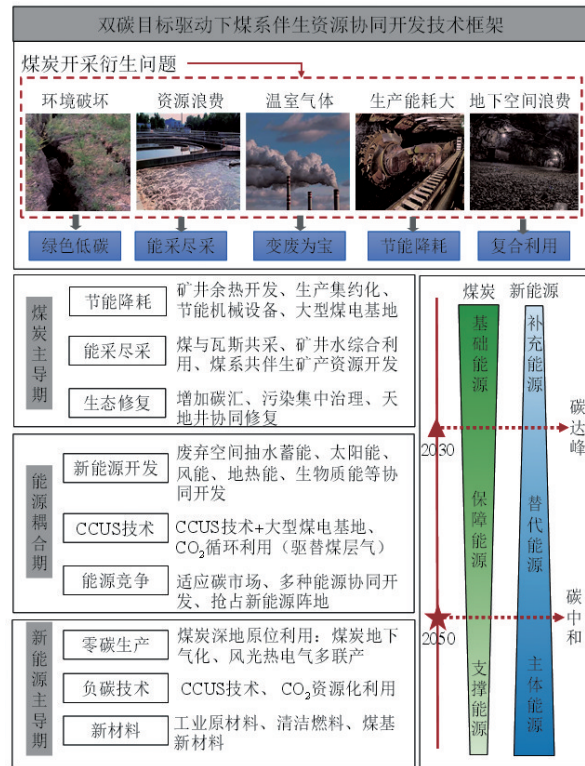 双碳目标驱动下煤系伴生资源协同开发技术框架
煤炭开采衍生问题
环境破坏
资源浪费
温室气体
生产能耗大
地下空间浪费
绿色低碳
能采尽采
变废为宝
节能降耗
复合利用
煤炭主导期
节能降耗
矿井余热开发、生产集约化、
节能机械设备、大型煤电基地
能采尽采
煤与瓦斯共采、矿井水综合利
用、煤系共伴生矿产资源开发
生态修复
增加碳汇、污染集中治理、天
地井协同修复
能源耦合期
新能源开发
废弃空间抽水蓄能、太阳能、
风能、地热能、生物质能等协
同开发
CCUS技术
CCUS技术+大型煤电基地、
CO₂循环利用（驱替煤层气）
能源竞争
适应碳市场、多种能源协同开
发、抢占新能源阵地
新能源主导期
零碳生产
煤炭深地原位利用：煤炭地下
气化、风光热电气多联产
负碳技术
CCUS技术、CO₂资源化利用
新材料
工业原材料、清洁燃料、煤基
新材料
煤炭
新能源
基础能源
补充能源
2030
碳达峰
保障能源
替代能源
2050
碳中和
支撑能源
主体能源